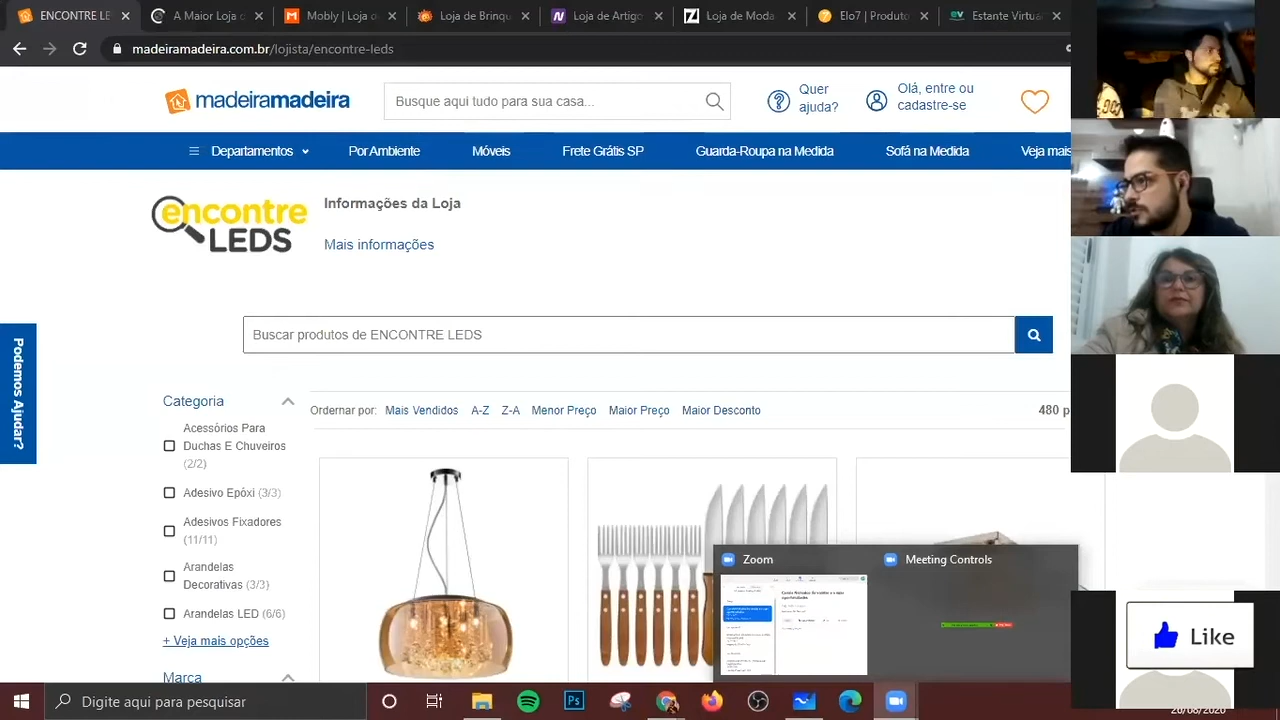 ENCONTRE LE
A Maior Loja c
Mobly | Loja o
Loja de Brinqu
Loja de Artigo
Loja de Moda
Elo7 | Produto
Estante Virtua
madeiramadeira.com.br/lojista/encontre-leds
madeiramadeira
Busque aqui tudo para sua casa...
Quer
ajuda?
Olá, entre ou
cadastre-se
Departamentos
Por Ambiente
Móveis
Frete Grátis SP
Guarda-Roupa na Medida
Sofá na Medida
Veja mais
encontre
LEDS
Informações da Loja
Mais informações
Buscar produtos de ENCONTRE LEDS
Podemos Ajudar?
Categoria
Ordernar por: Mais Vendidos A-Z Z-A Menor Preço Maior Preço Maior Desconto
480 p
Acessórios Para
Duchas E Chuveiros
(2/2)
Adesivo Epóxi (3/3)
Adesivos Fixadores
(11/11)
Arandelas
Decorativas (3/3)
Arandelas LED (6/6)
+ Veja mais opções
Marca
Zoom
Meeting Controls
Like
Digite aqui para pesquisar
20/08/2020